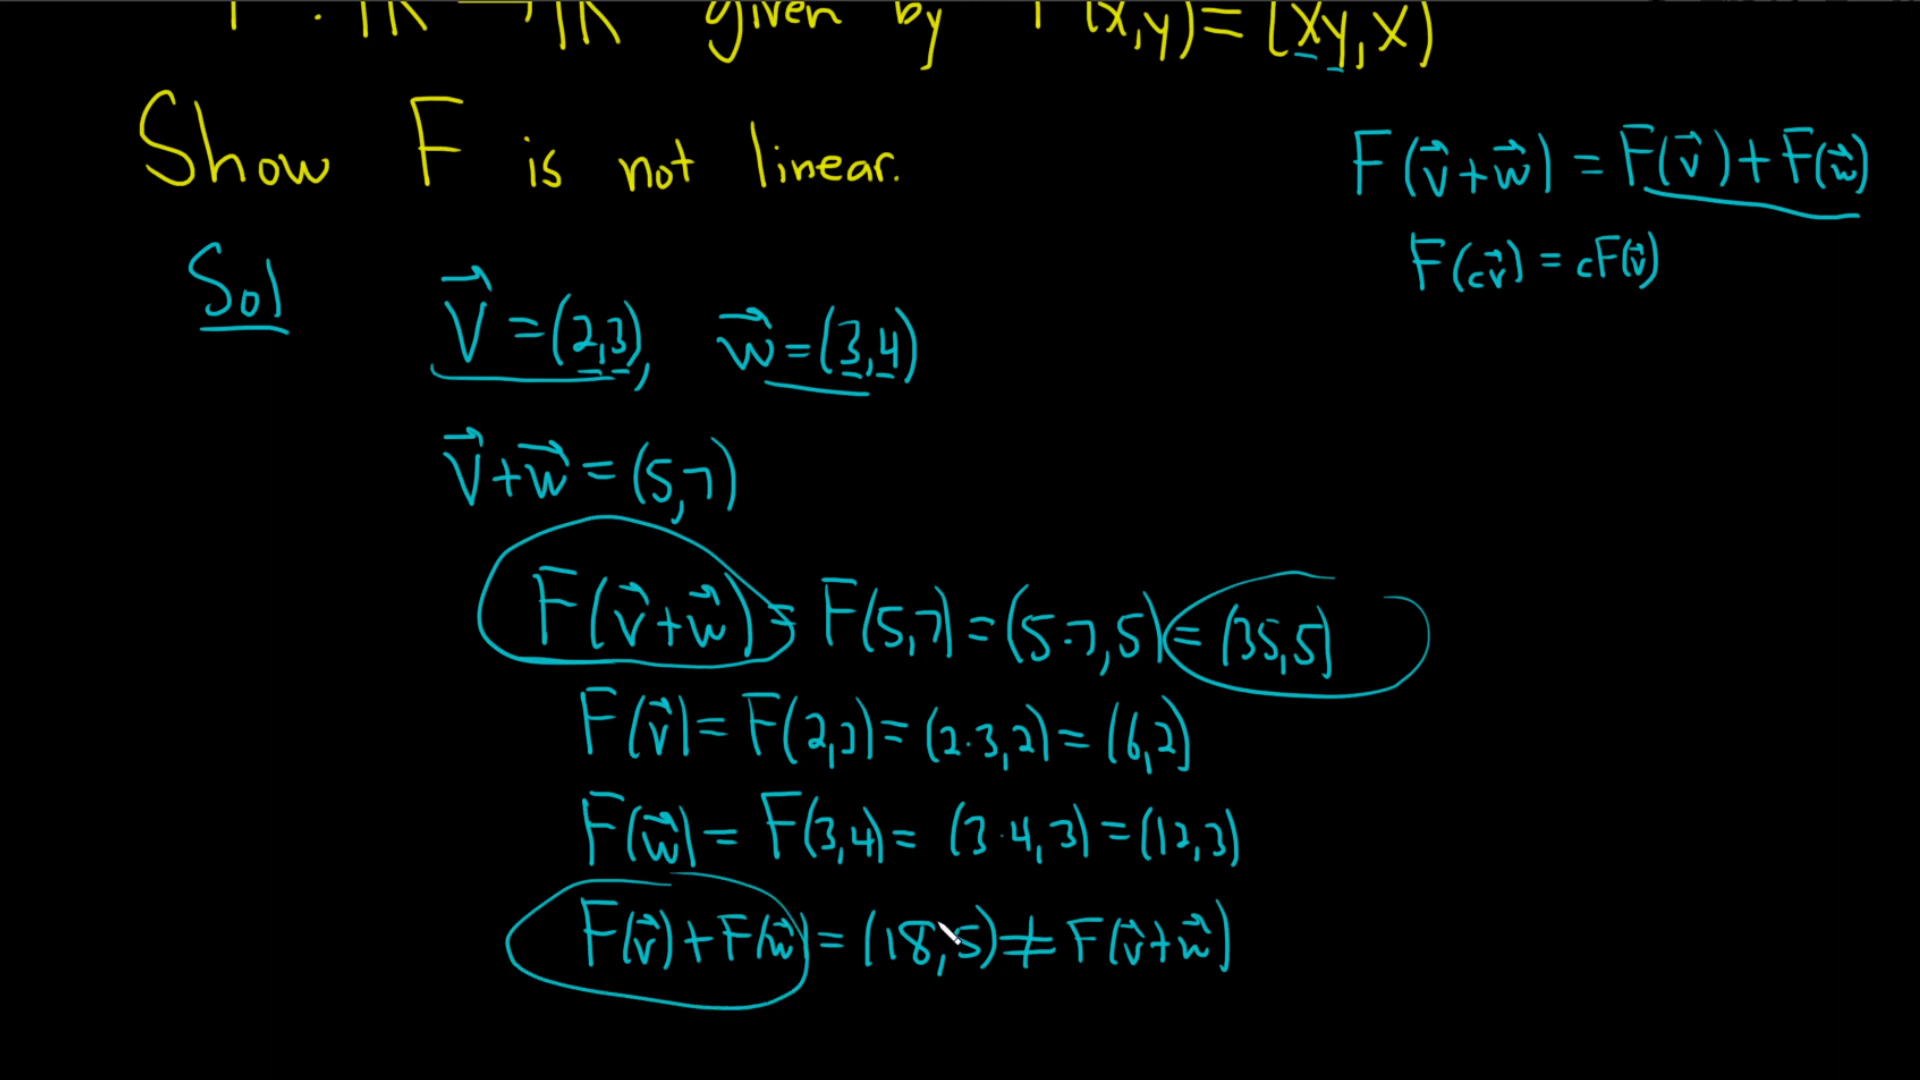 F : ℝ → ℝ given by F(x,y) = (xy, x)
Show F is not linear.
F(v⃗+w⃗) = F(v⃗)+F(w⃗)
F(cv⃗) = cF(v⃗)
Sol
v⃗ = (2,3), w⃗ = (3,4)
v⃗+w⃗ = (5,7)
F(v⃗+w⃗) = F(5,7) = (5·7,5) = (35,5)
F(v⃗) = F(2,3) = (2·3,2) = (6,2)
F(w⃗) = F(3,4) = (3·4,3) = (12,3)
F(v⃗)+F(w⃗) = (18,5) ≠ F(v⃗+w⃗)